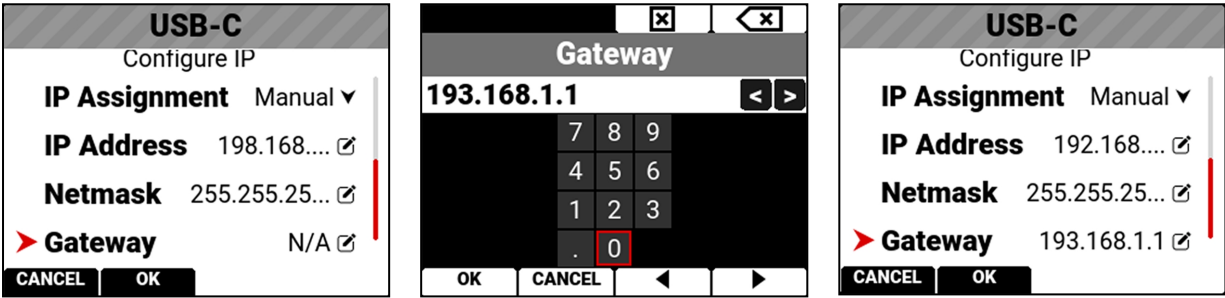 USB-C
Configure IP
IP Assignment Manual
IP Address 198.168....
Netmask 255.255.25...
Gateway N/A
CANCEL OK
Gateway
193.168.1.1
< >
7 8 9
4 5 6
1 2 3
. 0
OK CANCEL
USB-C
Configure IP
IP Assignment Manual
IP Address 192.168....
Netmask 255.255.25...
Gateway 193.168.1.1
CANCEL OK